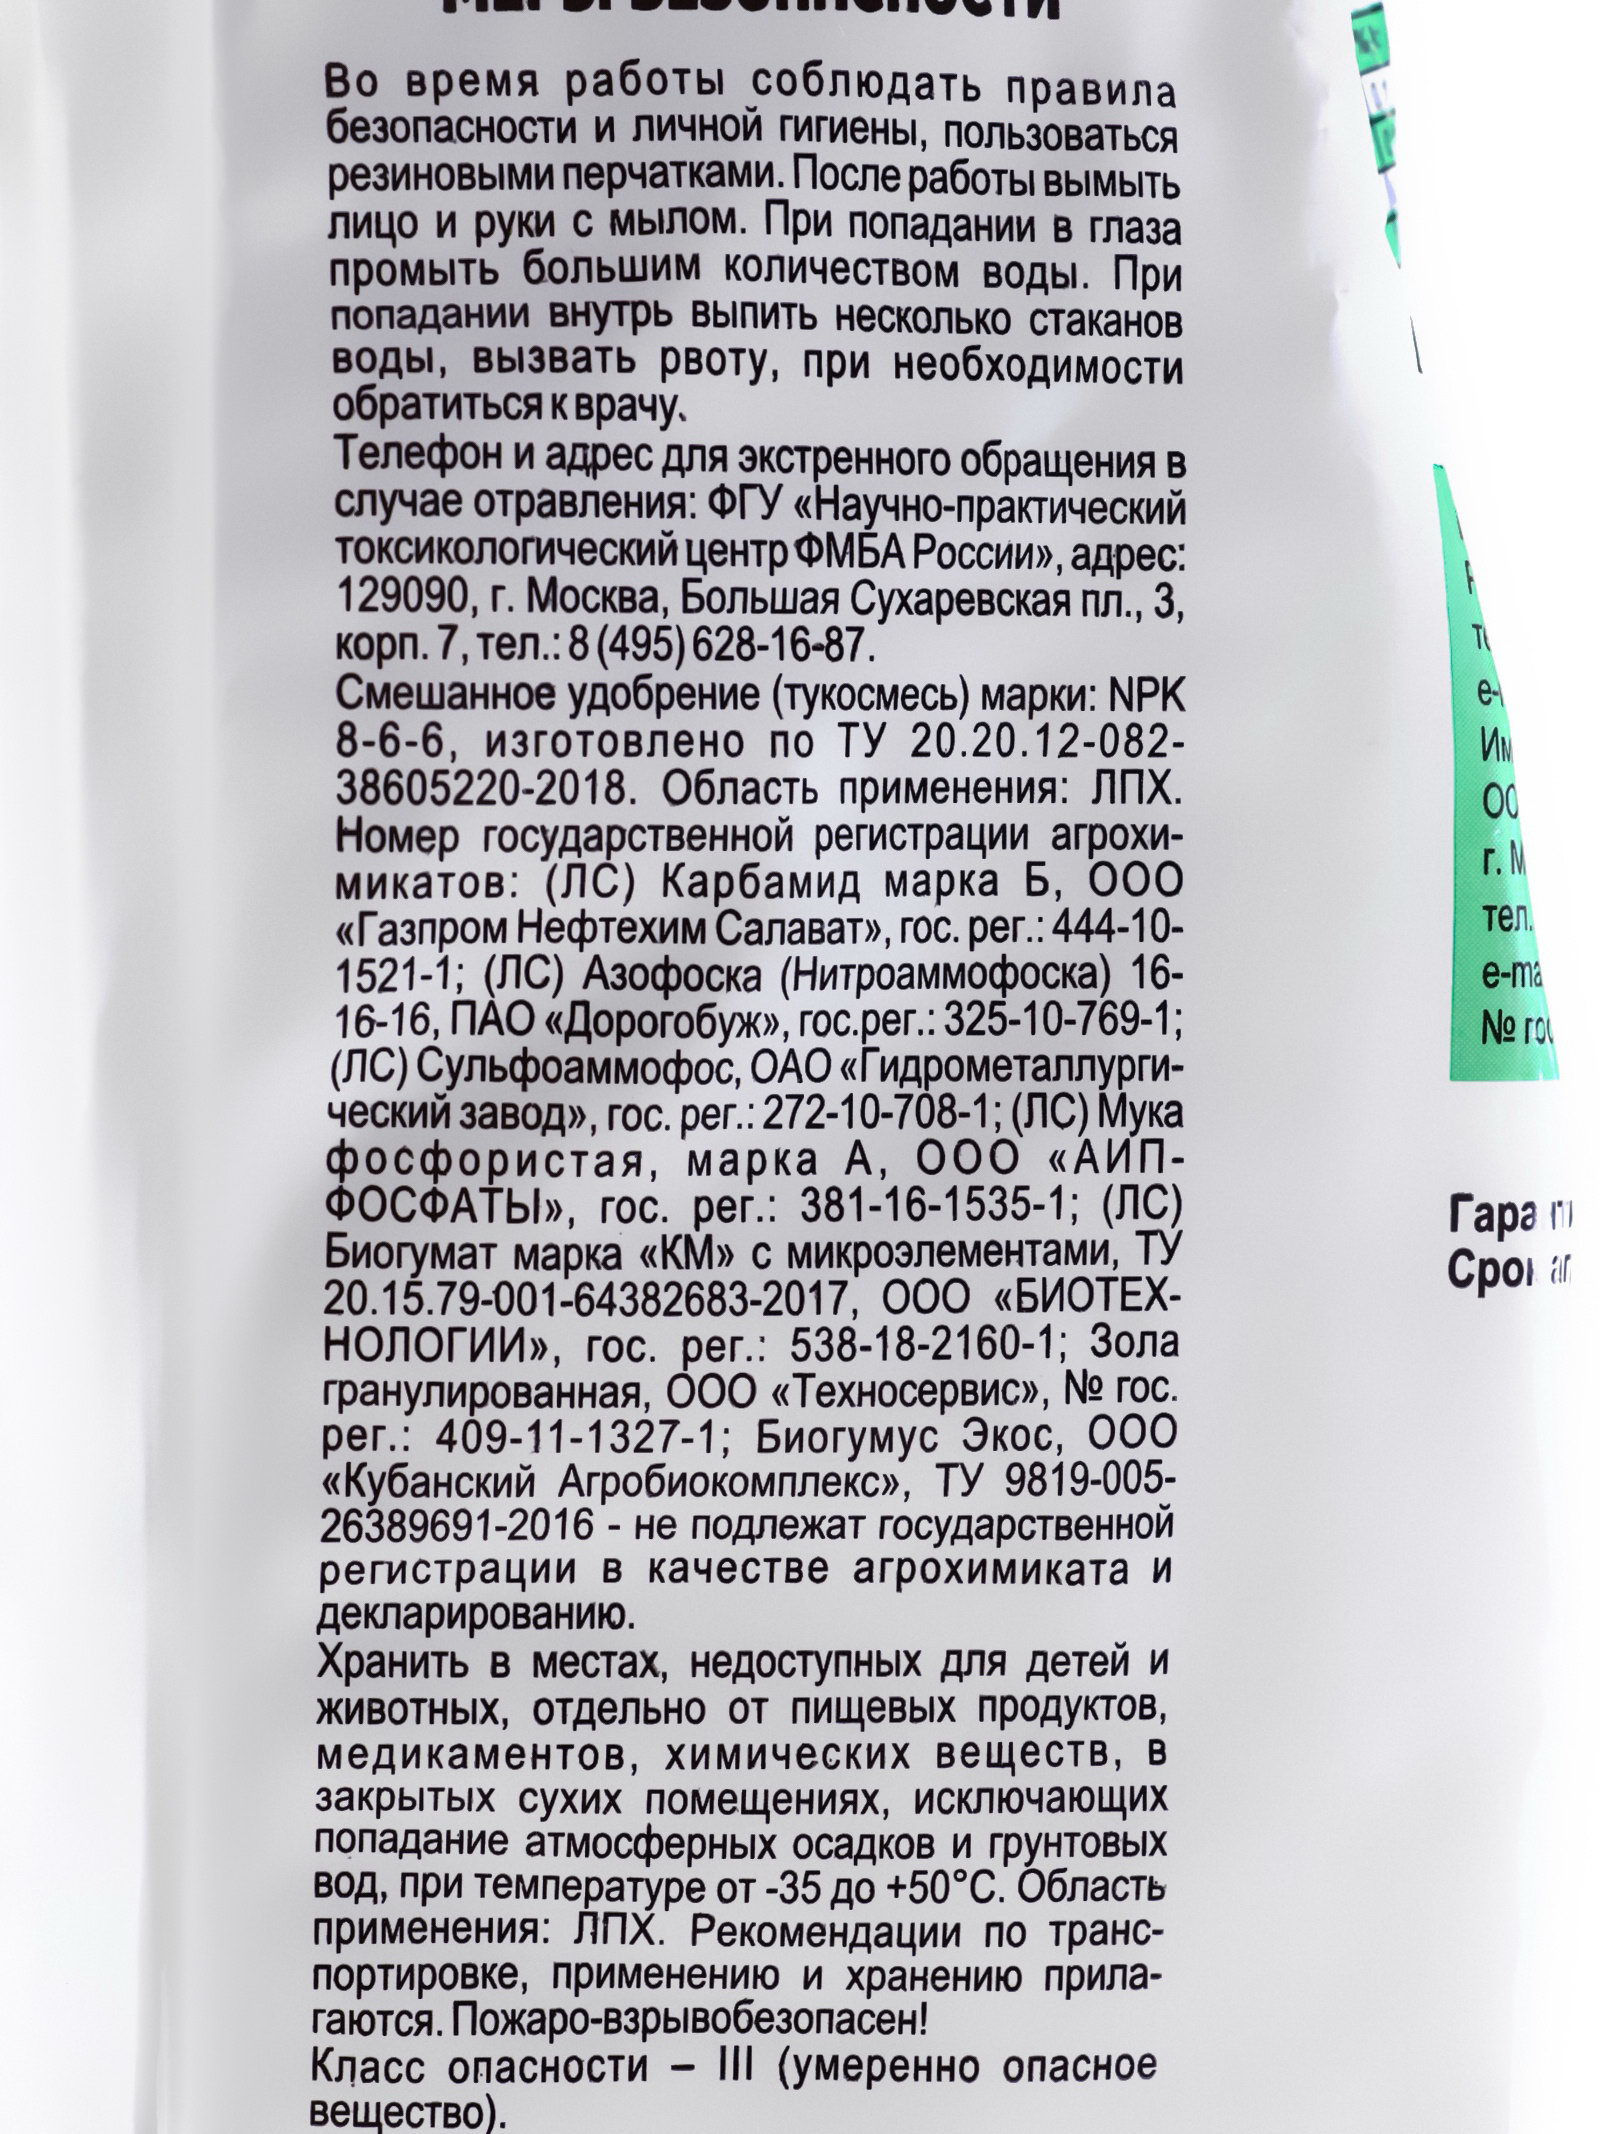 МЕРЫ БЕЗОПАСНОСТИ
Во время работы соблюдать правила
безопасности и личной гигиены, пользоваться
резиновыми перчатками. После работы вымыть
лицо и руки с мылом. При попадании в глаза
промыть большим количеством воды. При
попадании внутрь выпить несколько стаканов
воды, вызвать рвоту, при необходимости
обратиться к врачу.
Телефон и адрес для экстренного обращения в
случае отравления: ФГУ «Научно-практический
токсикологический центр ФМБА России», адрес:
129090, г. Москва, Большая Сухаревская пл., 3,
корп. 7, тел.: 8 (495) 628-16-87.
Смешанное удобрение (тукосмесь) марки: NPK
8-6-6, изготовлено по ТУ 20.20.12-082-
38605220-2018. Область применения: ЛПХ.
Номер государственной регистрации агрохи-
микатов: (ЛС) Карбамид марка Б, ООО
«Газпром Нефтехим Салават», гос. рег.: 444-10-
1521-1; (ЛС) Азофоска (Нитроаммофоска) 16-
16-16, ПАО «Дорогобуж», гос.рег.: 325-10-769-1;
(ЛС) Сульфоаммофос, ОАО «Гидрометаллурги-
ческий завод», гос. рег.: 272-10-708-1; (ЛС) Мука
фосфористая, марка А, ООО «АИП-
ФОСФАТЫ», гос. рег.: 381-16-1535-1; (ЛС)
Биогумат марка «КМ» с микроэлементами, ТУ
20.15.79-001-64382683-2017, ООО «БИОТЕХ-
НОЛОГИИ», гос. рег.: 538-18-2160-1; Зола
гранулированная, ООО «Техносервис», № гос.
рег.: 409-11-1327-1; Биогумус Экос, ООО
«Кубанский Агробиокомплекс», ТУ 9819-005-
26389691-2016 - не подлежат государственной
регистрации в качестве агрохимиката и
декларированию.
Хранить в местах, недоступных для детей и
животных, отдельно от пищевых продуктов,
медикаментов, химических веществ, в
закрытых сухих помещениях, исключающих
попадание атмосферных осадков и грунтовых
вод, при температуре от -35 до +50°С. Область
применения: ЛПХ. Рекомендации по транс-
портировке, применению и хранению прила-
гаются. Пожаро-взрывобезопасен!
Класс опасности – III (умеренно опасное
вещество).
г. М
тел.
e-ma
№ гос